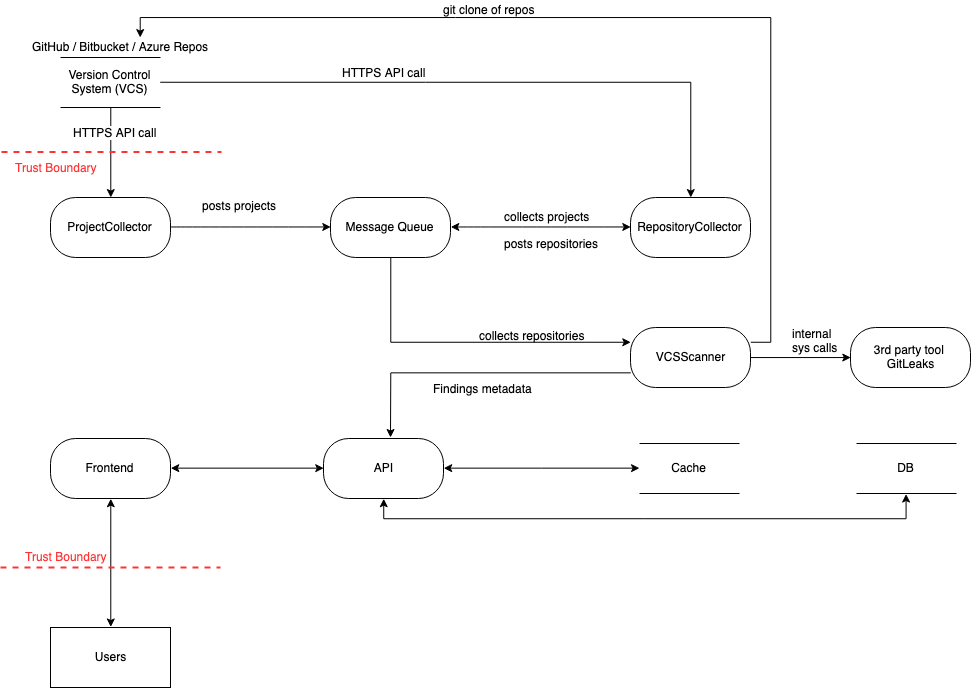 git clone of repos
GitHub / Bitbucket / Azure Repos
Version Control
System (VCS)
HTTPS API call
HTTPS API call
Trust Boundary
ProjectCollector
posts projects
Message Queue
collects projects
posts repositories
RepositoryCollector
collects repositories
VCSScanner
internal
sys calls
3rd party tool
GitLeaks
Findings metadata
Frontend
API
Cache
DB
Trust Boundary
Users